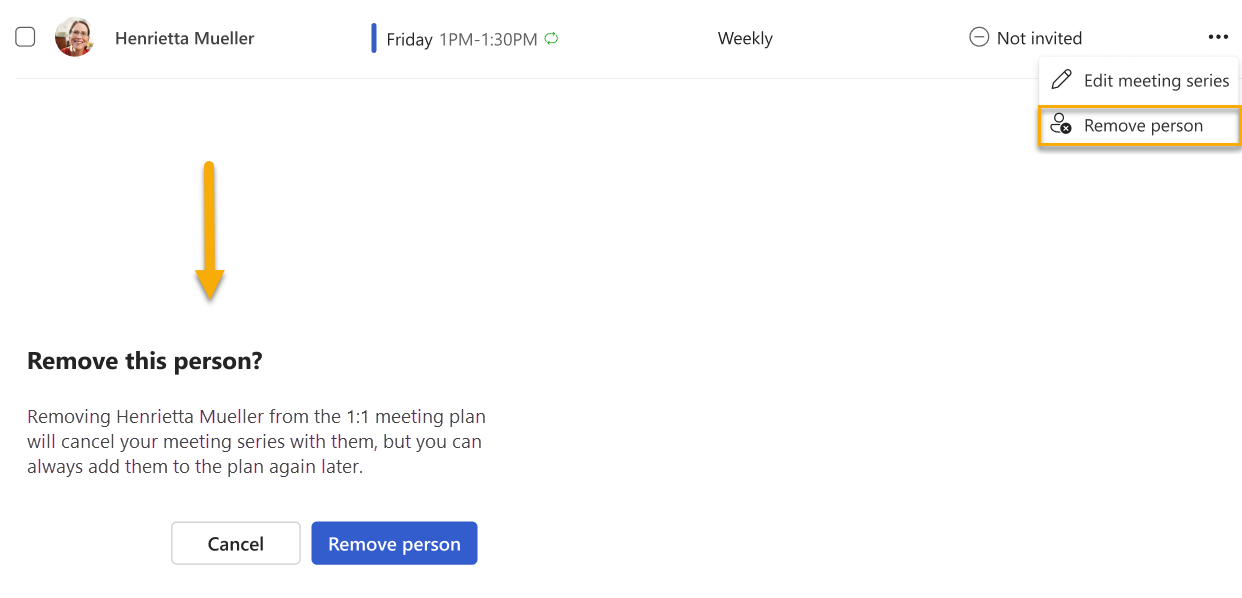 Henrietta Mueller Friday 1PM-1:30PM Weekly Not invited
Edit meeting series
Remove person
Remove this person?
Removing Henrietta Mueller from the 1:1 meeting plan
will cancel your meeting series with them, but you can
always add them to the plan again later.
Cancel Remove person